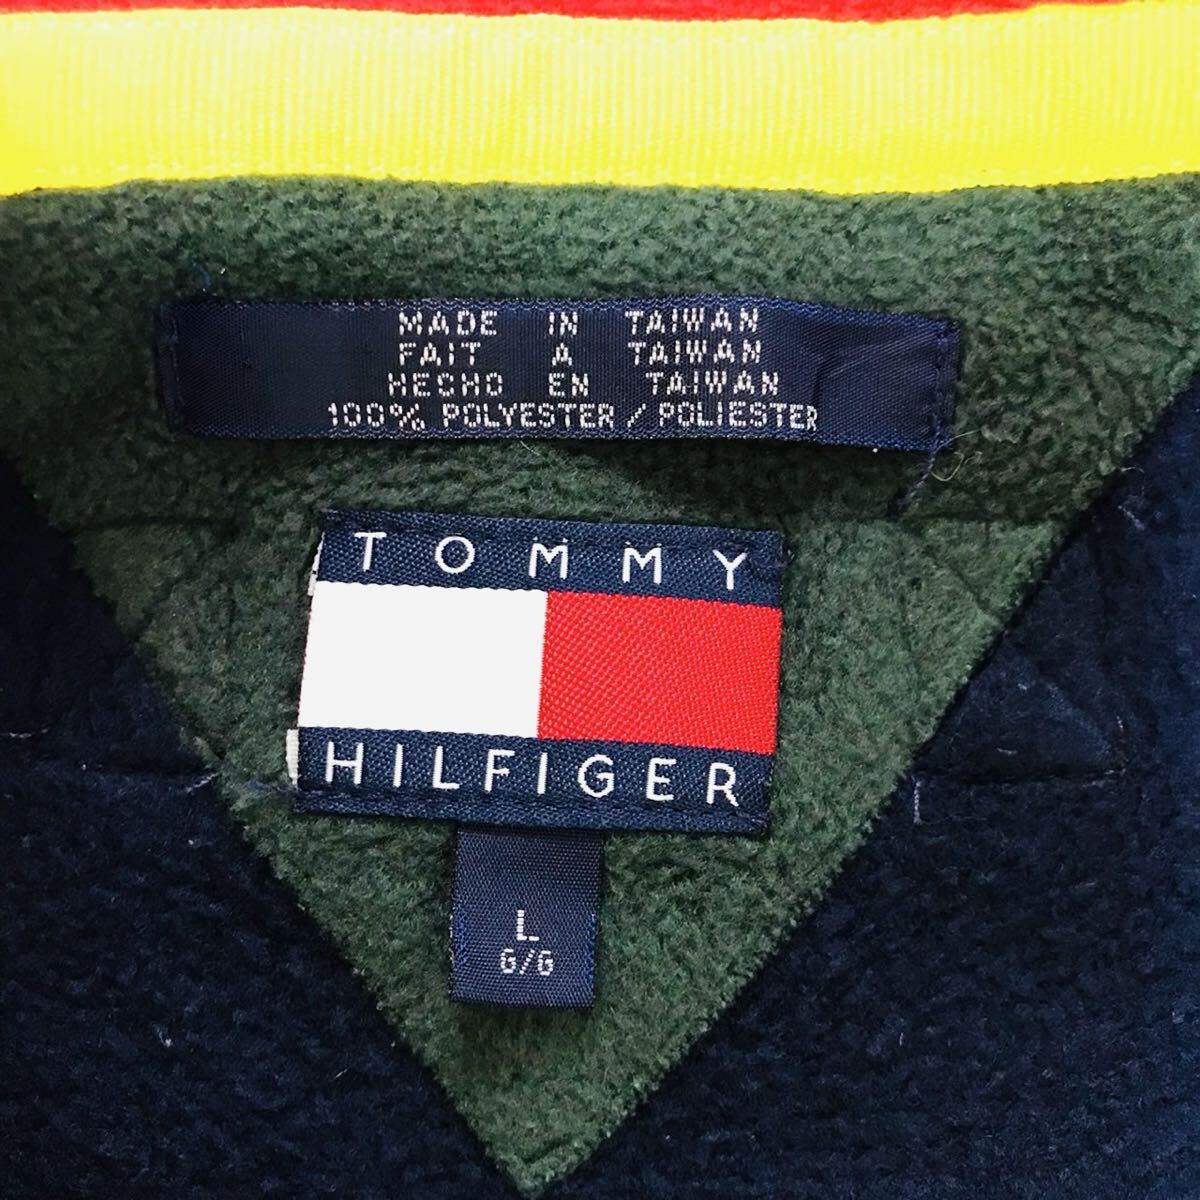 MADE IN TAIWAN
FAIT A TAIWAN
HECHO EN TAIWAN
100% POLYESTER / POLIESTER
TOMMY
HILFIGER
L
G/G